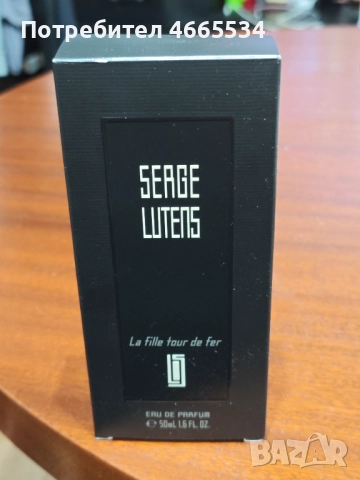 Потребител 4665534
SERGE
LUTENS
La fille tour de fer
EAU DE PARFUM
℮ 50mL 1.6 FL. OZ.
BAZAR